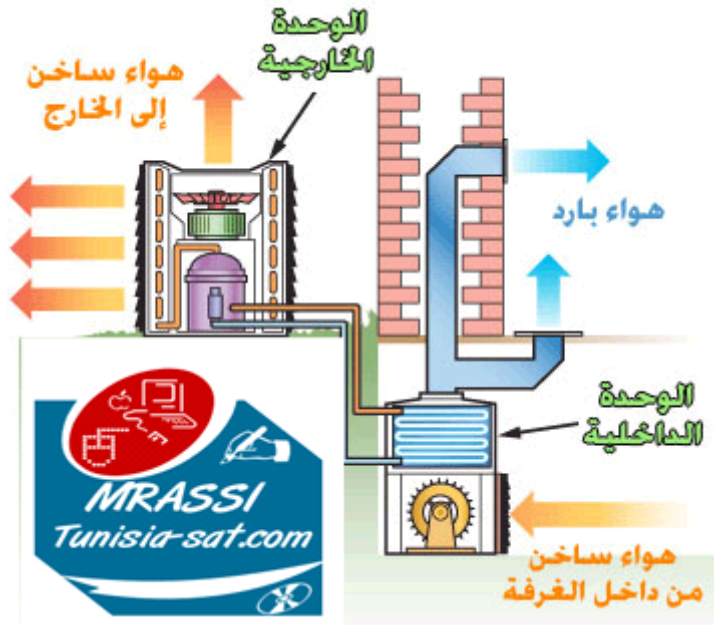 الوحدة
الخارجية
هواء ساخن
إلى الخارج
هواء بارد
الوحدة
الداخلية
MRASSI
Tunisia-sat.com
هواء ساخن
من داخل الغرفة